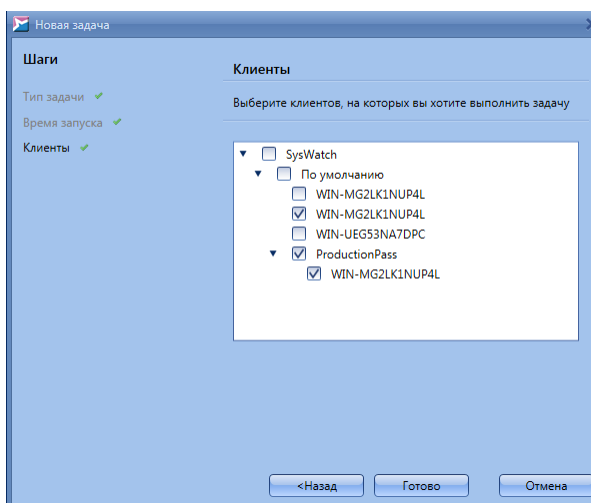 Новая задача
Шаги
Тип задачи
Время запуска
Клиенты
Клиенты
Выберите клиентов, на которых вы хотите выполнить задачу
SysWatch
По умолчанию
WIN-MG2LK1NUP4L
WIN-MG2LK1NUP4L
WIN-UEG53NA7DPC
ProductionPass
WIN-MG2LK1NUP4L
<Назад Готово Отмена